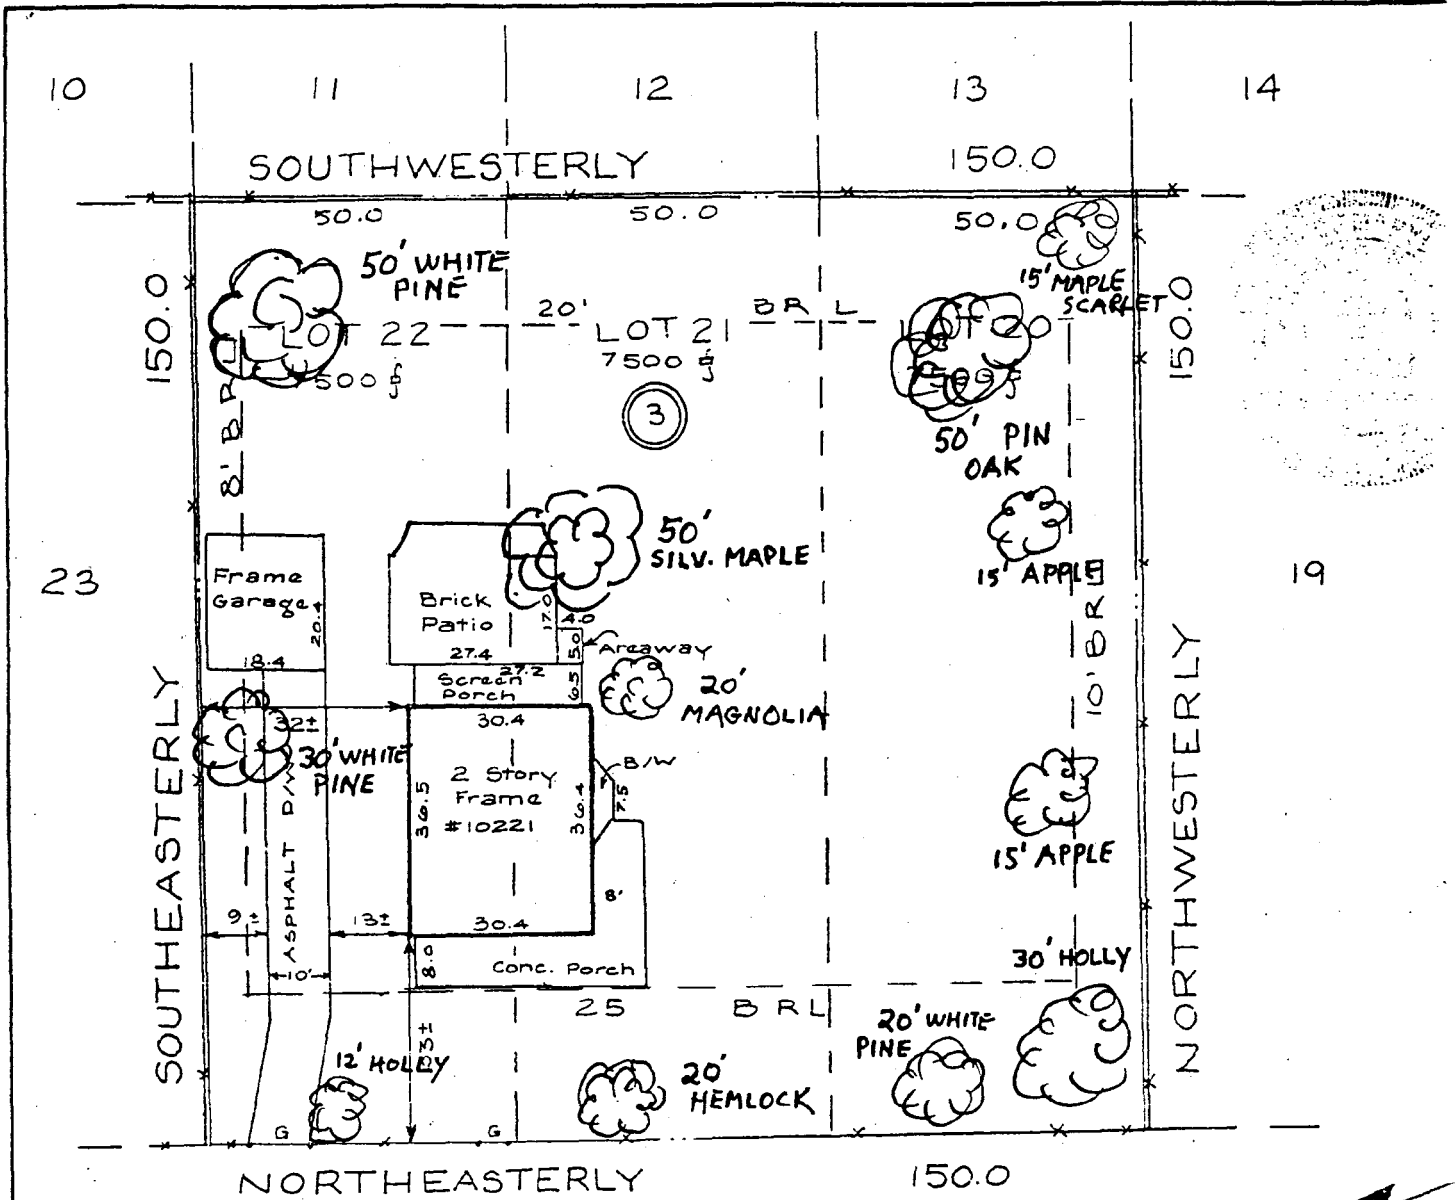 10
11
12
13
14
SOUTHWESTERLY
150.0
50.0
50.0
50.0
50' WHITE
PINE
15' MAPLE
SCARLET
150.0
150.0
20'
BRL
LOT 22
LOT 21
7500
3
8' BRL
50' PIN
OAK
50'
SILV. MAPLE
15' APPLE
23
19
Frame
Garage
20.4
18.4
Brick
Patio
17.0
4.0
5.0
Areaway
27.4
27.2
Screen
Porch
6.5
20'
MAGNOLIA
10' BRL
32±
30.4
30' WHITE
PINE
2 Story
Frame
#10221
36.5
36.4
B/W
7.5
15' APPLE
ASPHALT D/W
SOUTHEASTERLY
NORTHWESTERLY
9±
13±
30.4
8'
10'
8.0
Conc. Porch
30' HOLLY
25
BRL
20' WHITE
PINE
12' HOLLY
20'
HEMLOCK
G
G
NORTHEASTERLY
150.0